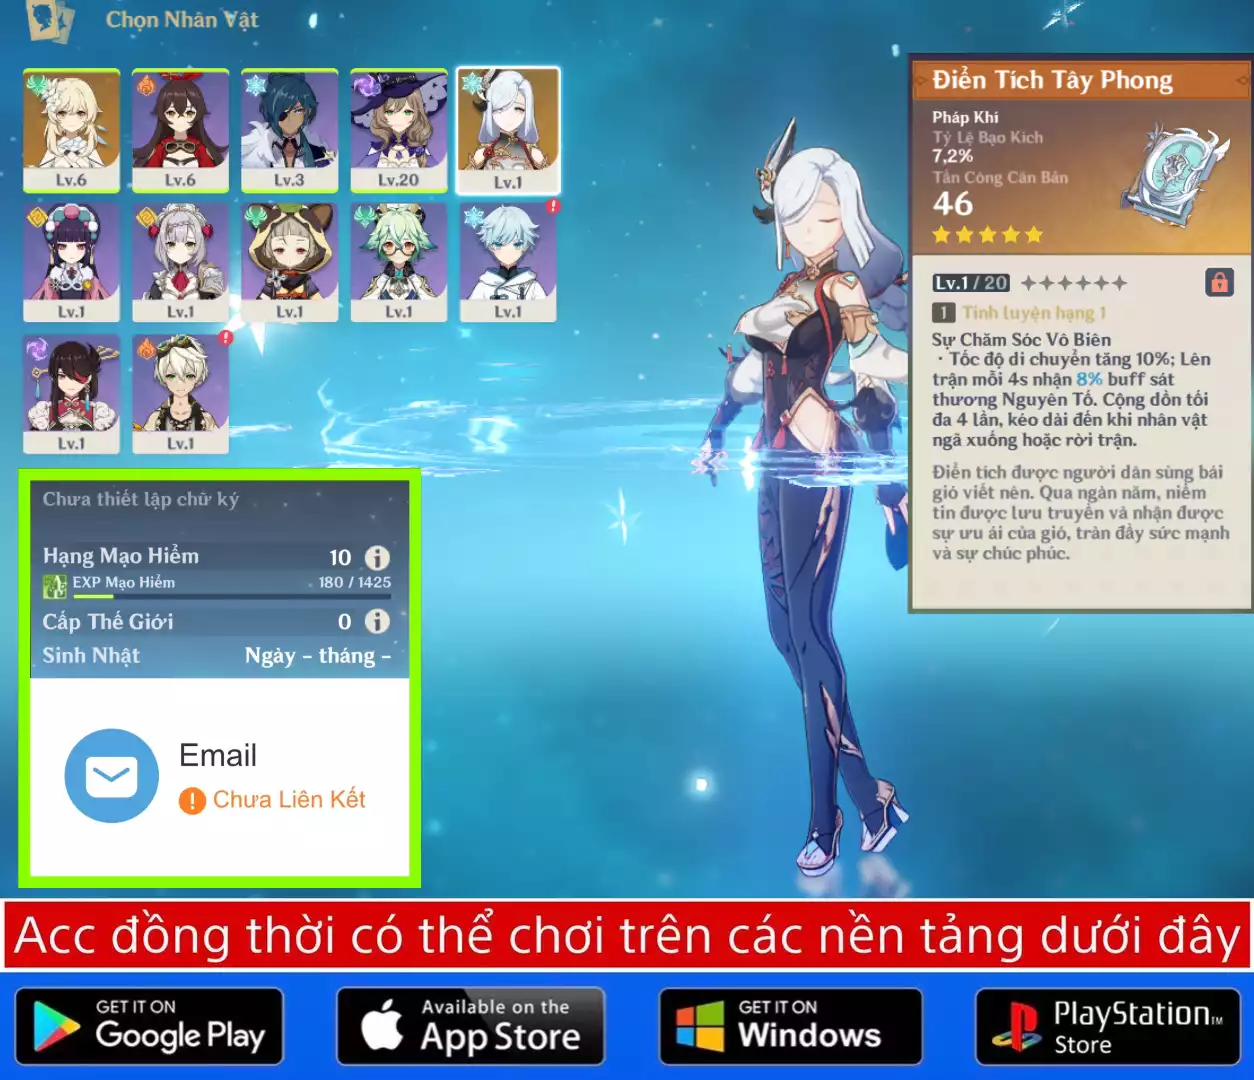 Chọn Nhân Vật
Lv.6
Lv.6
Lv.3
Lv.20
Lv.1
Lv.1
Lv.1
Lv.1
Lv.1
Lv.1
Lv.1
Lv.1
Chưa thiết lập chữ ký
Hạng Mạo Hiểm 10
EXP Mạo Hiểm 180 / 1425
Cấp Thế Giới 0
Sinh Nhật Ngày - tháng -
Email
Chưa Liên Kết
Điển Tích Tây Phong
Pháp Khí
Tỷ Lệ Bạo Kích
7,2%
Tấn Công Căn Bản
46
Lv.1 / 20
1 Tinh luyện hạng 1
Sự Chăm Sóc Vô Biên
· Tốc độ di chuyển tăng 10%; Lên
trận mỗi 4s nhận 8% buff sát
thương Nguyên Tố. Cộng dồn tối
đa 4 lần, kéo dài đến khi nhân vật
ngã xuống hoặc rời trận.
Điển tích được người dân sùng bái
gió viết nên. Qua ngàn năm, niềm
tin được lưu truyền và nhận được
sự ưu ái của gió, tràn đầy sức mạnh
và sự chúc phúc.
Acc đồng thời có thể chơi trên các nền tảng dưới đây
GET IT ON
Google Play
Available on the
App Store
GET IT ON
Windows
PlayStation™
Store